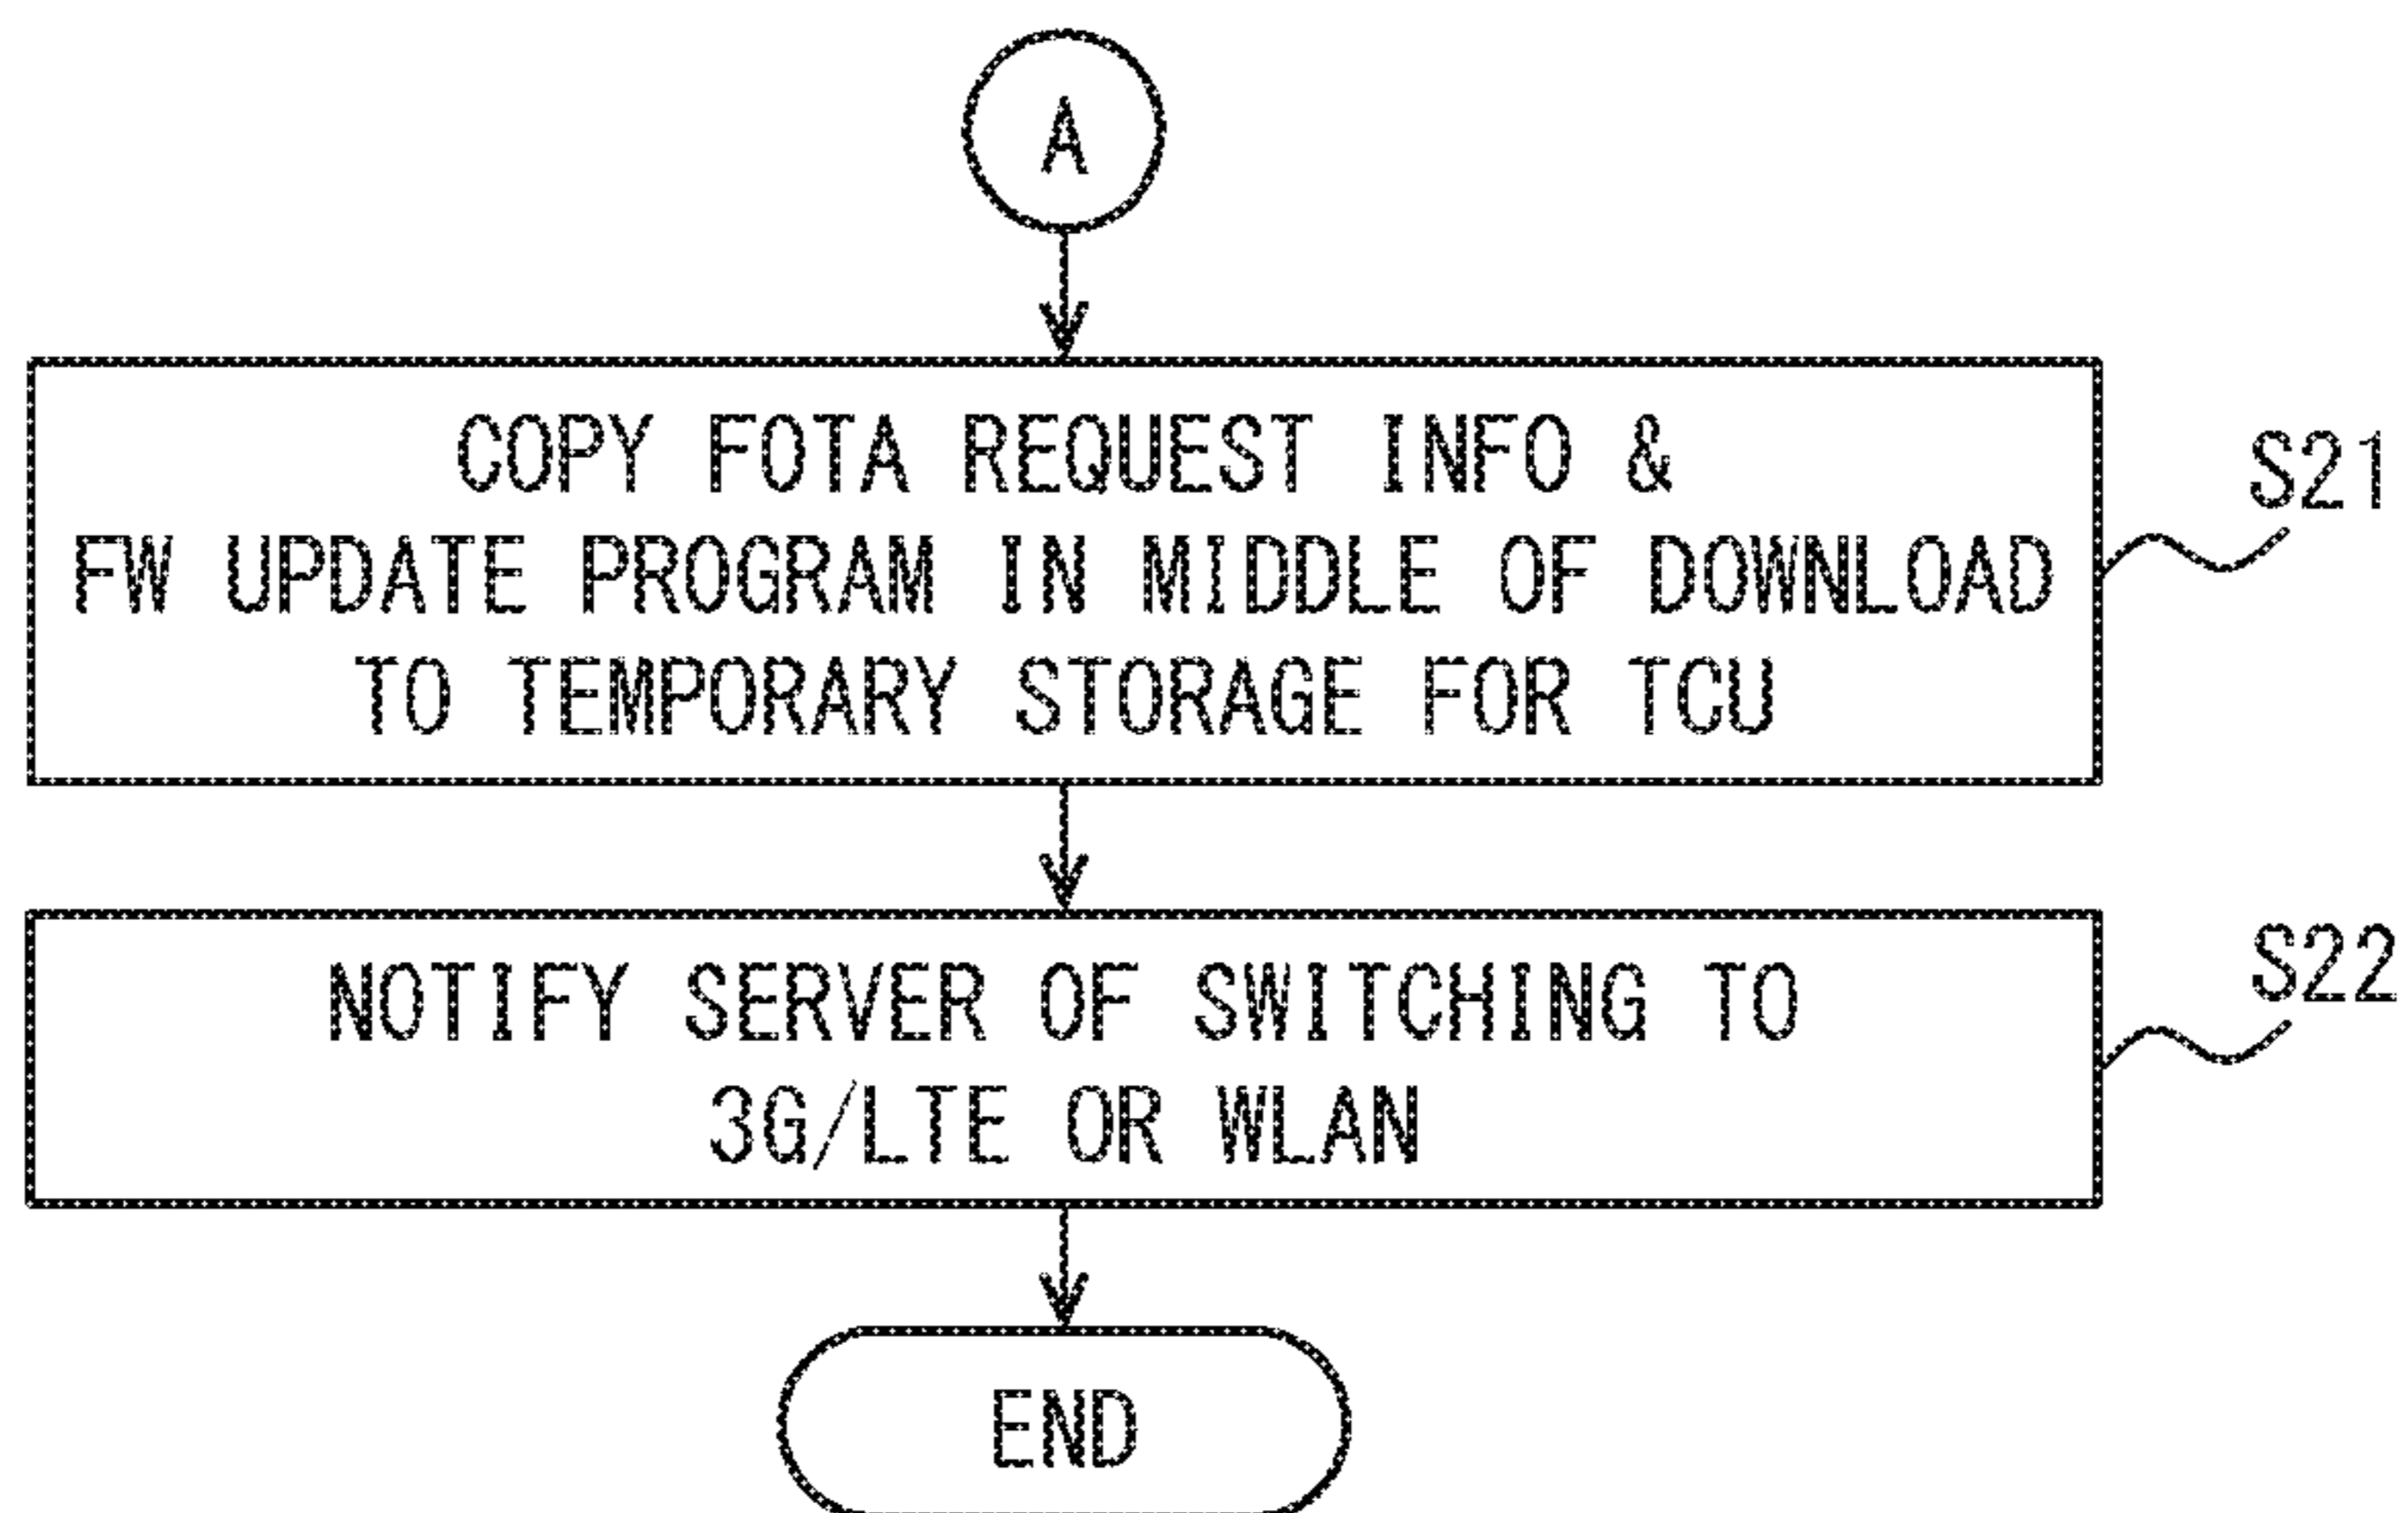 A
COPY FOTA REQUEST INFO &
FW UPDATE PROGRAM IN MIDDLE OF DOWNLOAD
TO TEMPORARY STORAGE FOR TCU
S21
NOTIFY SERVER OF SWITCHING TO
3G/LTE OR WLAN
S22
END